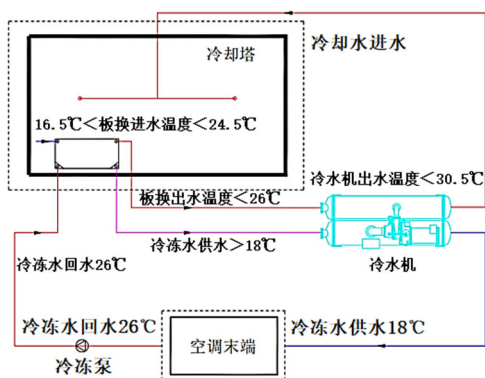 冷却水进水
冷却塔
16.5℃＜板换进水温度＜24.5℃
冷水机出水温度＜30.5℃
板换出水温度＜26℃
冷冻水供水＞18℃
冷冻水回水26℃
冷水机
冷冻水回水26℃
冷冻水供水18℃
空调末端
冷冻泵